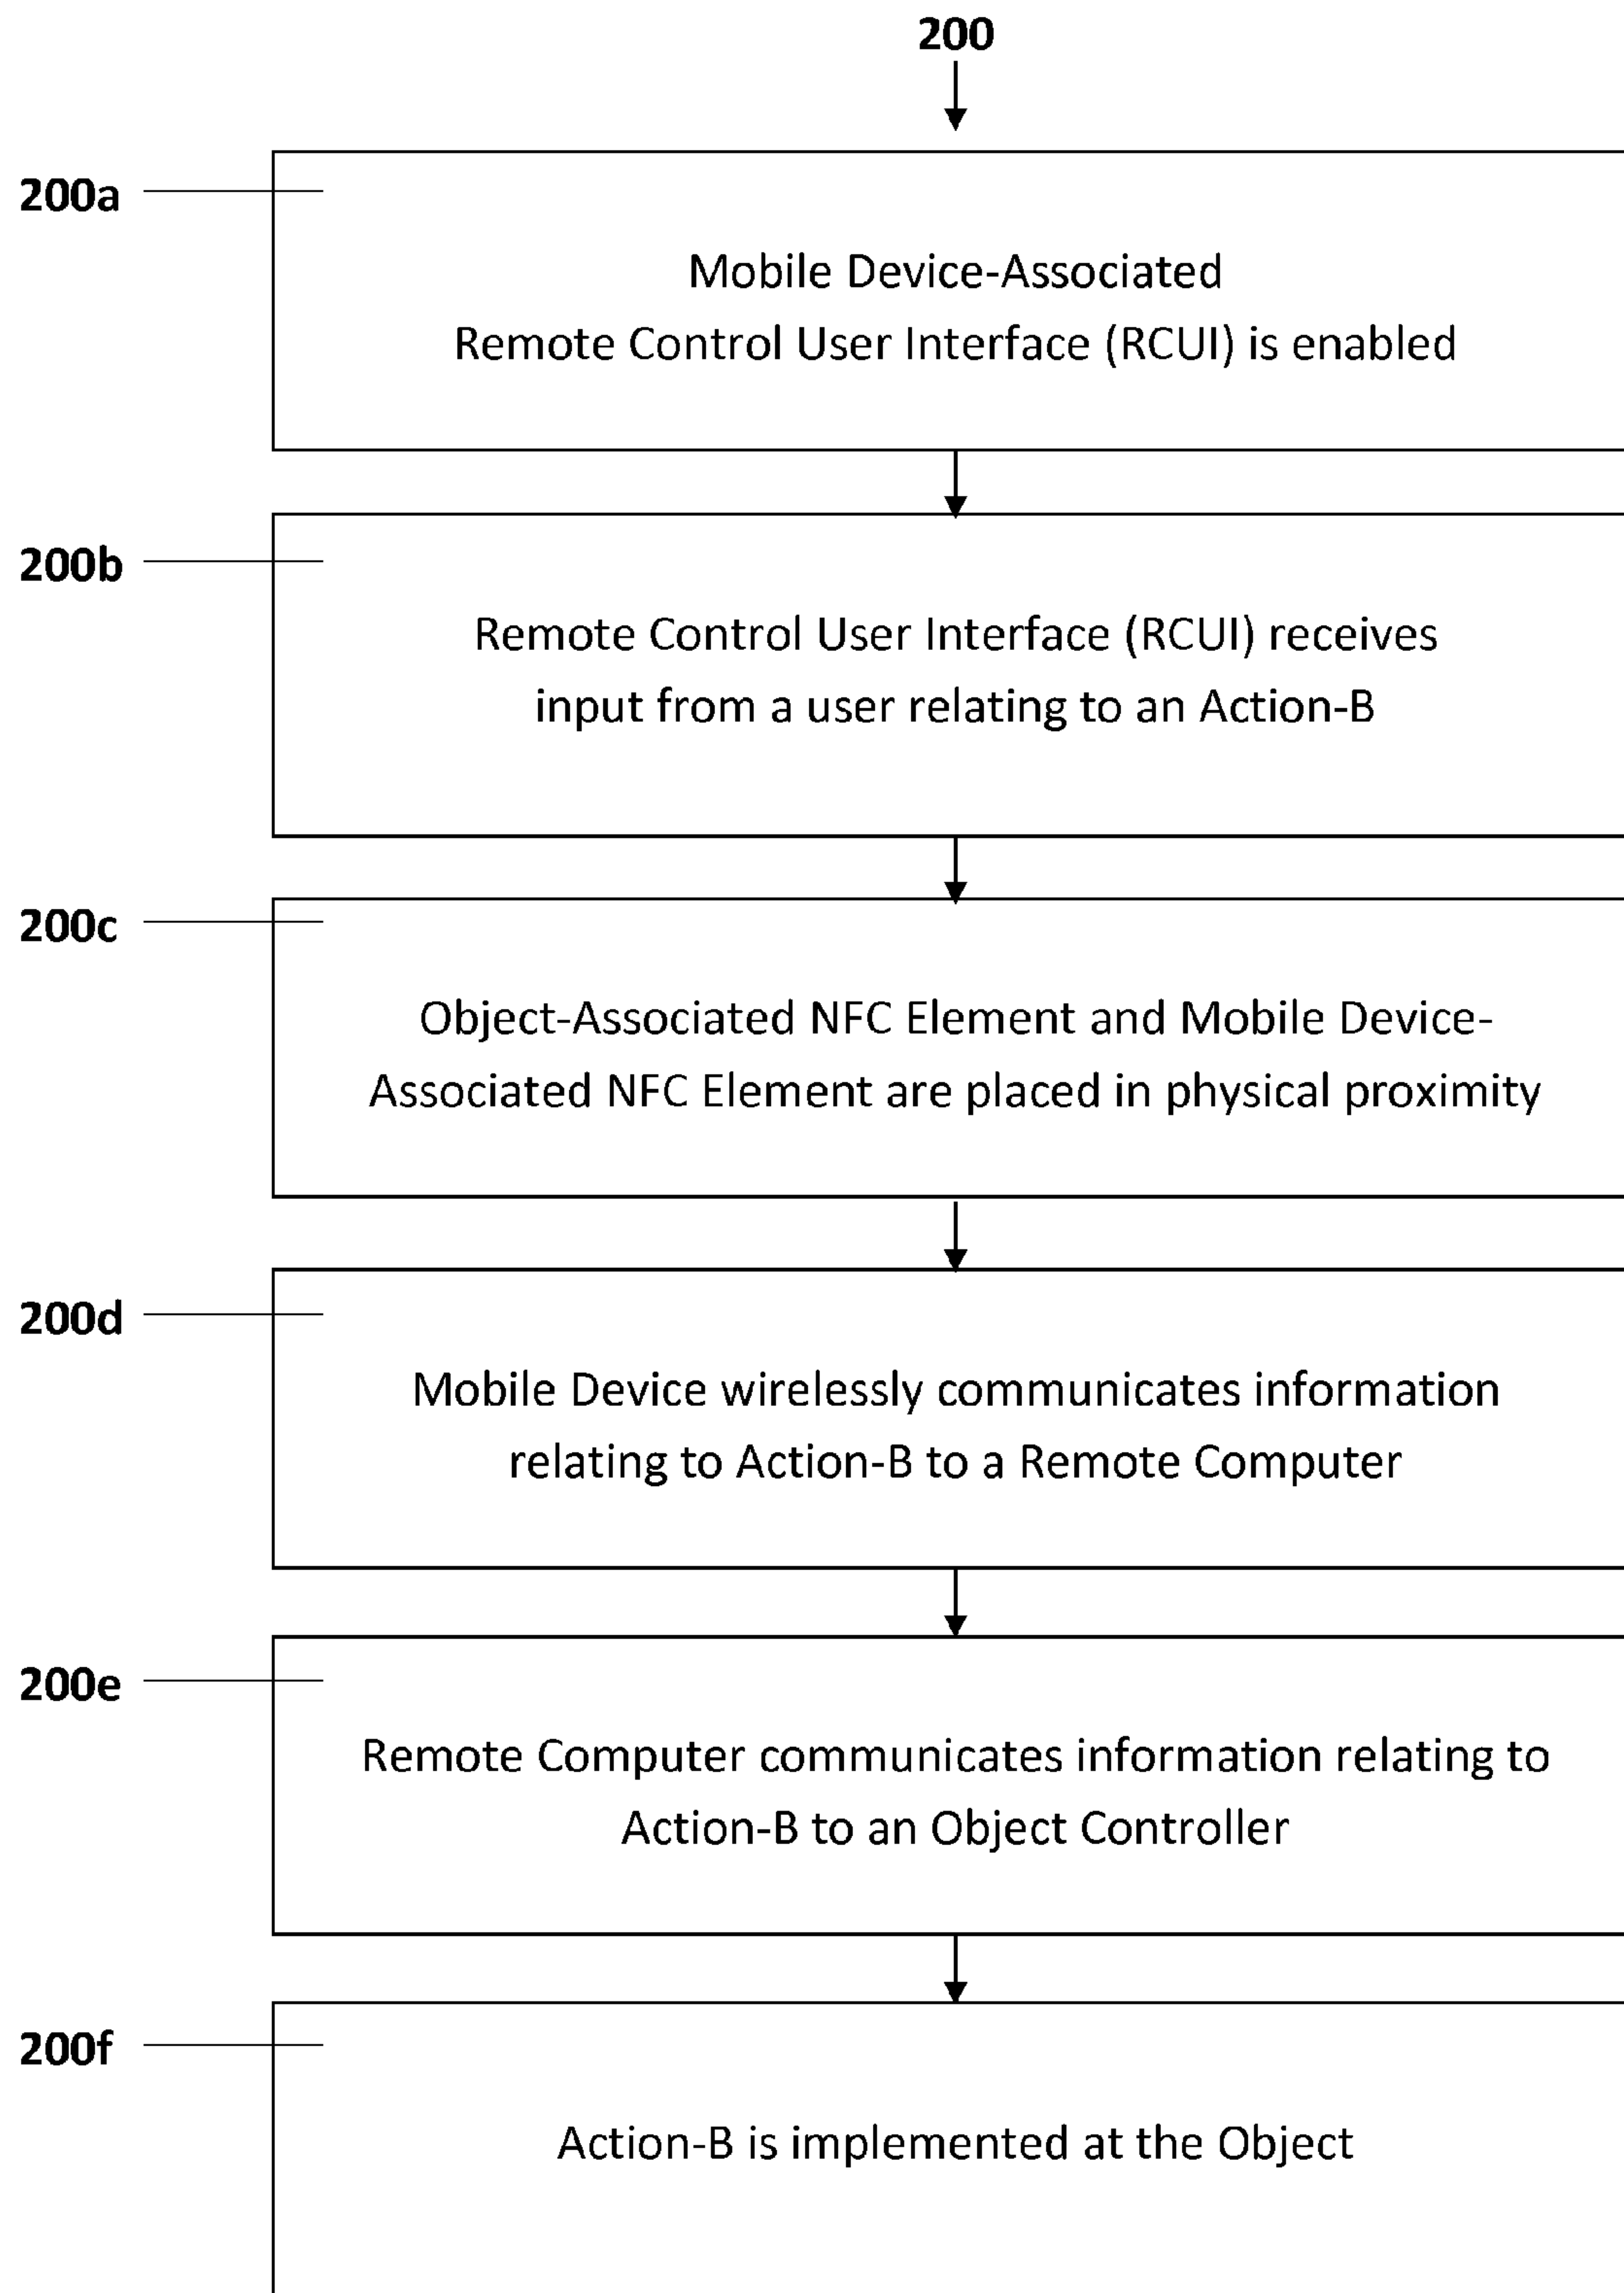 200
200a
Mobile Device-Associated
Remote Control User Interface (RCUI) is enabled
200b
Remote Control User Interface (RCUI) receives
input from a user relating to an Action-B
200c
Object-Associated NFC Element and Mobile Device-
Associated NFC Element are placed in physical proximity
200d
Mobile Device wirelessly communicates information
relating to Action-B to a Remote Computer
200e
Remote Computer communicates information relating to
Action-B to an Object Controller
200f
Action-B is implemented at the Object